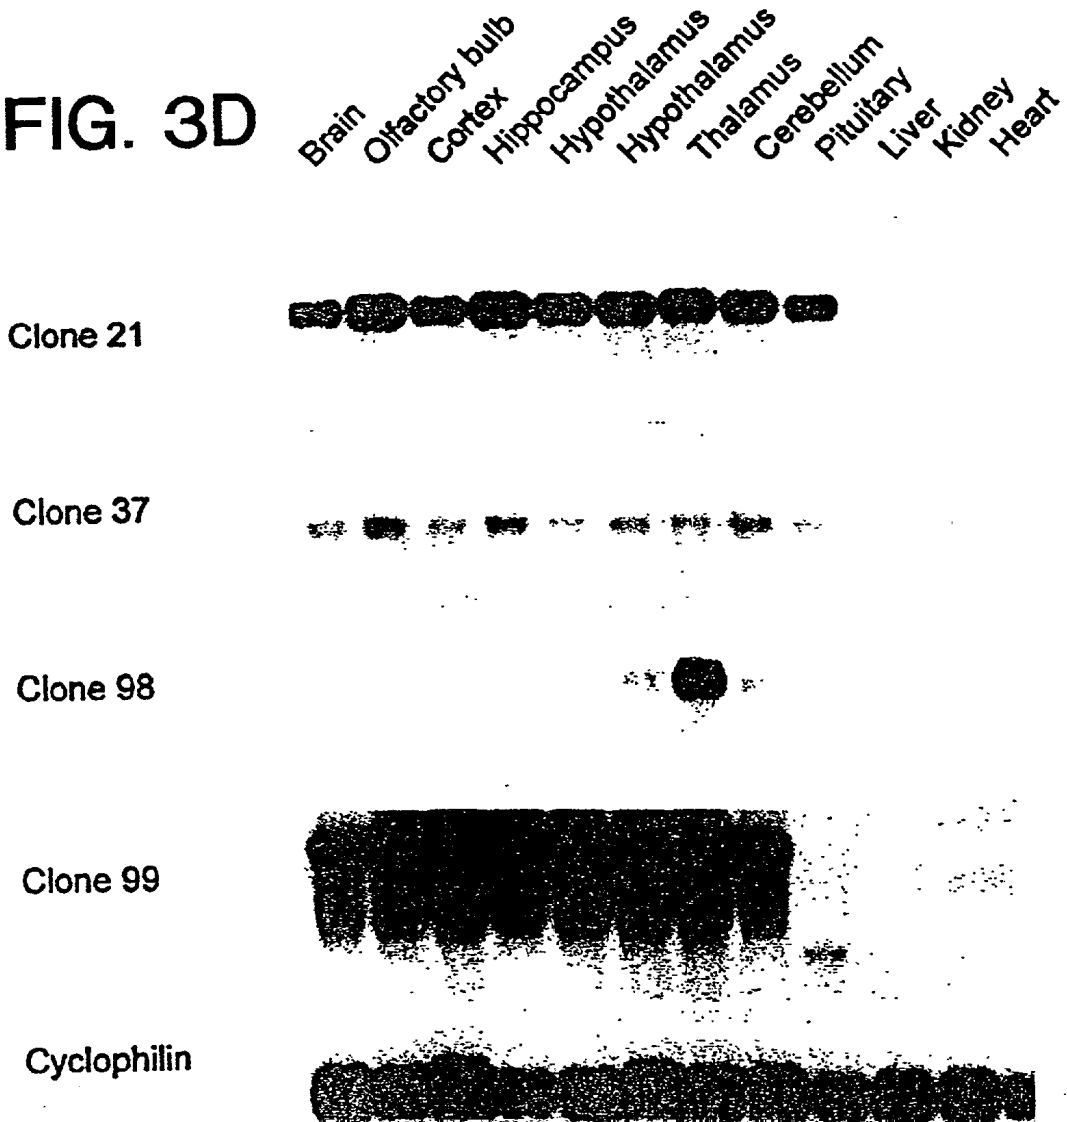 FIG. 3D
Brain
Olfactory bulb
Cortex
Hippocampus
Hypothalamus
Hypothalamus
Thalamus
Cerebellum
Pituitary
Liver
Kidney
Heart
Clone 21
Clone 37
Clone 98
Clone 99
Cyclophilin